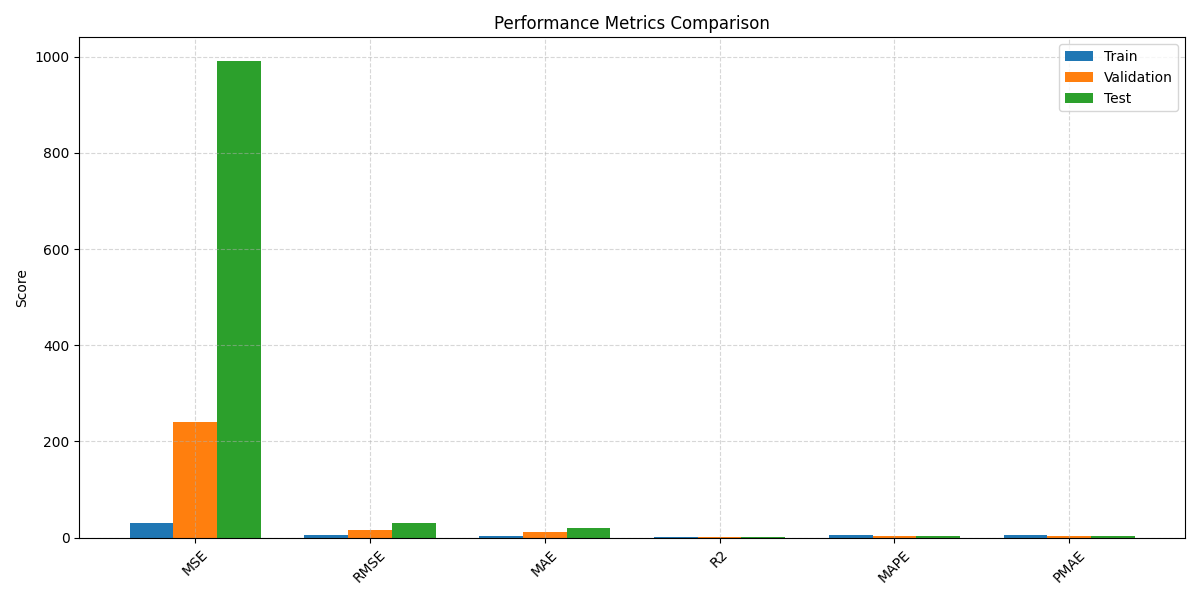 Performance Metrics Comparison
Train
Validation
Test
Score
1000
800
600
400
200
0
MSE
RMSE
MAE
R2
MAPE
PMAE